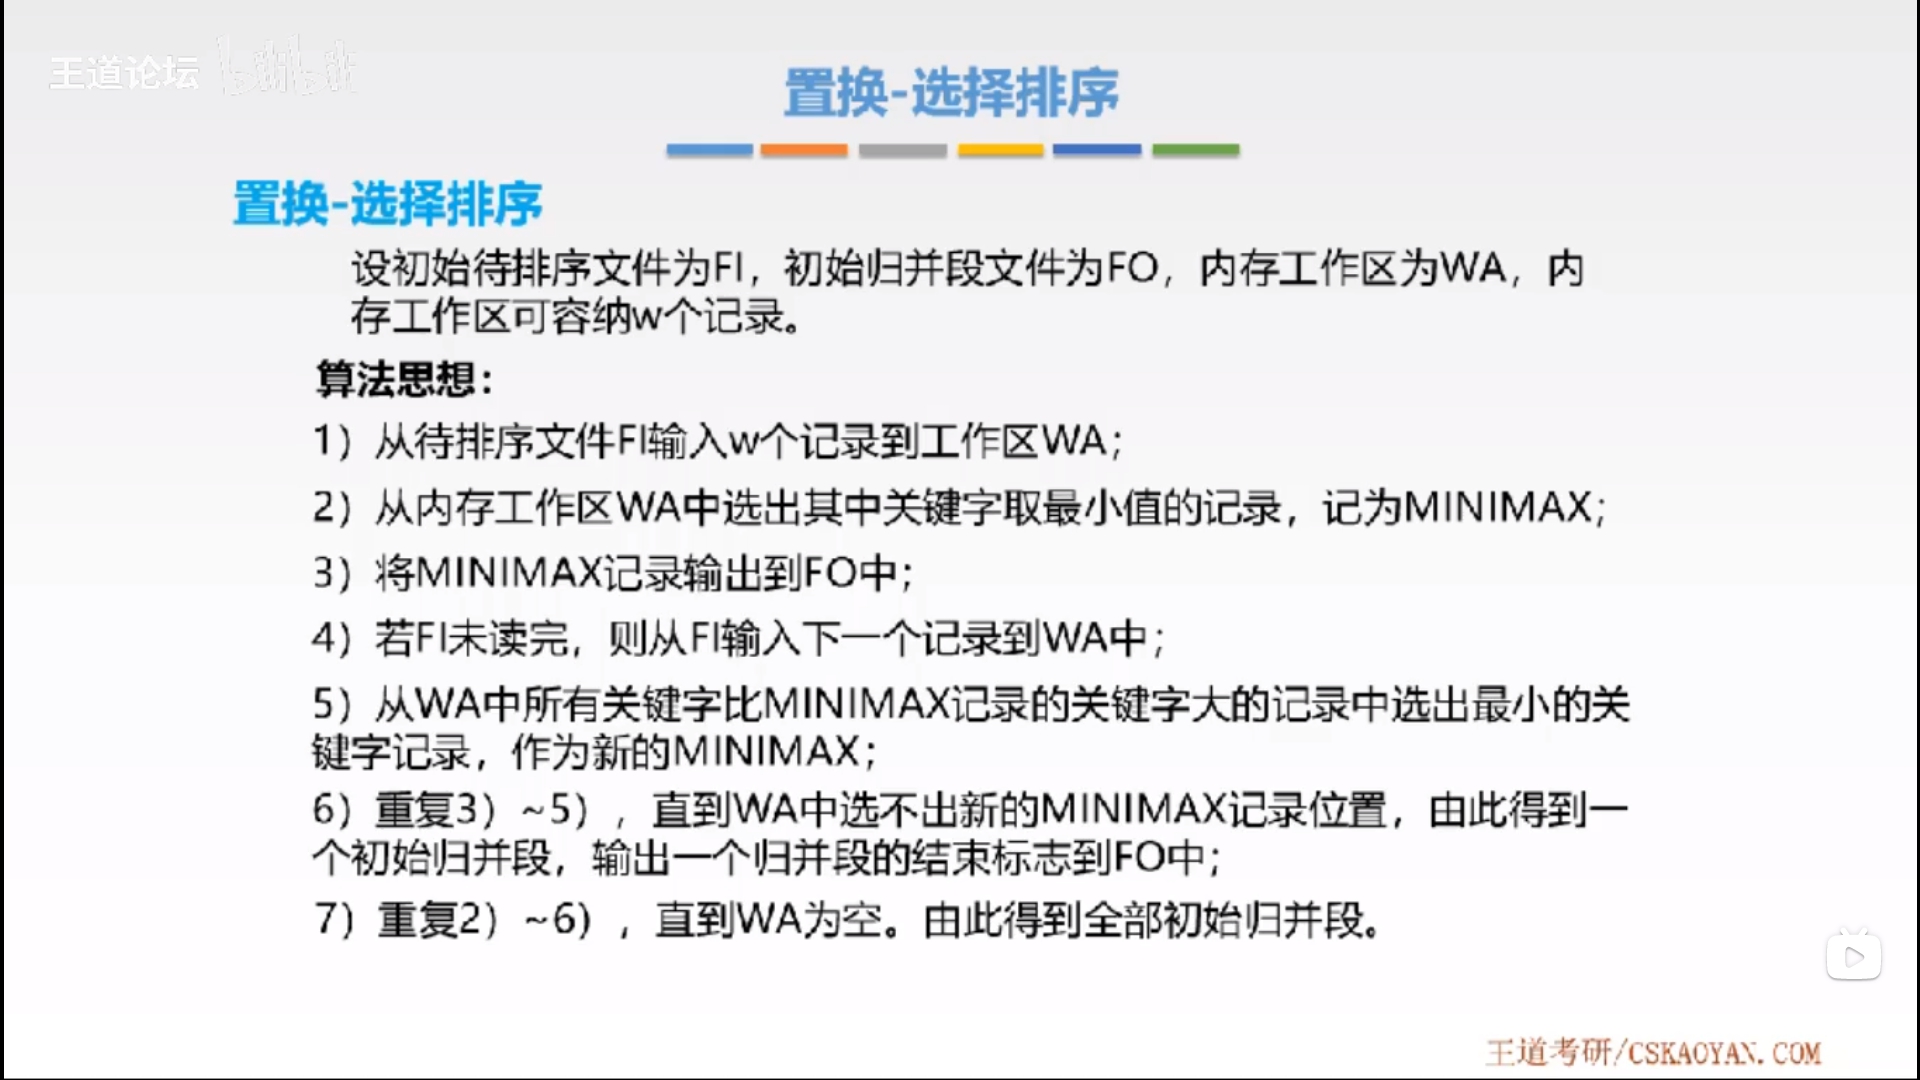 王道论坛 bilibili
置换-选择排序
置换-选择排序
设初始待排序文件为FI，初始归并段文件为FO，内存工作区为WA，内
存工作区可容纳w个记录。
算法思想：
1）从待排序文件FI输入w个记录到工作区WA；
2）从内存工作区WA中选出其中关键字取最小值的记录，记为MINIMAX；
3）将MINIMAX记录输出到FO中；
4）若FI未读完，则从FI输入下一个记录到WA中；
5）从WA中所有关键字比MINIMAX记录的关键字大的记录中选出最小的关
键字记录，作为新的MINIMAX；
6）重复3）~5），直到WA中选不出新的MINIMAX记录位置，由此得到一
个初始归并段，输出一个归并段的结束标志到FO中；
7）重复2）~6），直到WA为空。由此得到全部初始归并段。
王道考研/CSKAOYAN.COM